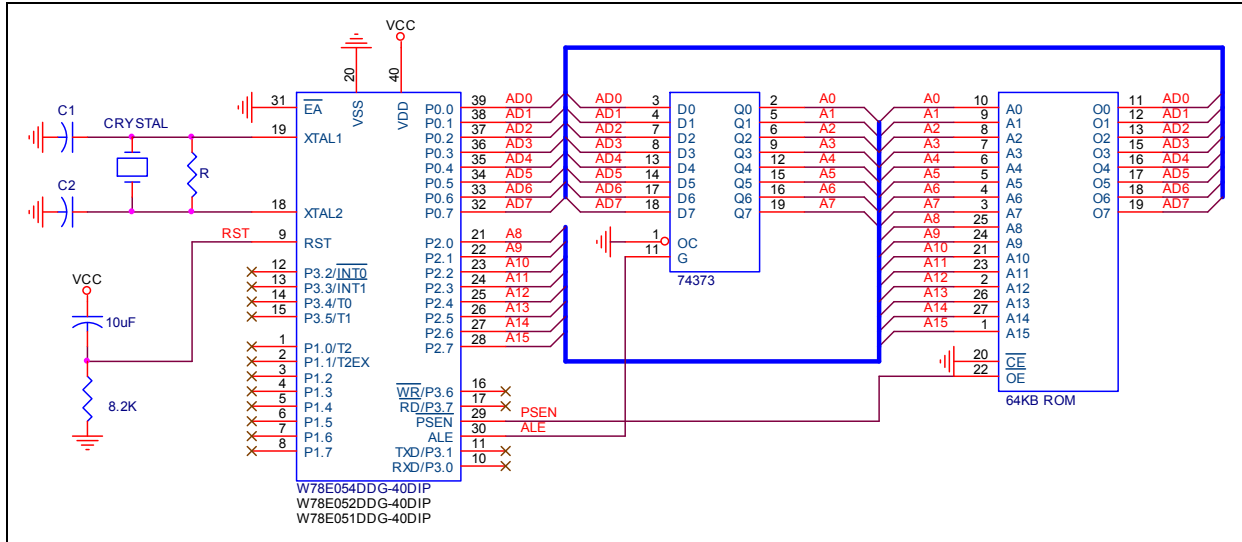 VCC
20
40
31
EA
VSS
VDD
C1
CRYSTAL
19
XTAL1
R
C2
18
XTAL2
RST
9
RST
12
P3.2/INT0
13
P3.3/INT1
14
P3.4/T0
15
P3.5/T1
VCC
10uF
8.2K
1
P1.0/T2
2
P1.1/T2EX
3
P1.2
4
P1.3
5
P1.4
6
P1.5
7
P1.6
8
P1.7
P0.0 39 AD0
P0.1 38 AD1
P0.2 37 AD2
P0.3 36 AD3
P0.4 35 AD4
P0.5 34 AD5
P0.6 33 AD6
P0.7 32 AD7
P2.0 21 A8
P2.1 22 A9
P2.2 23 A10
P2.3 24 A11
P2.4 25 A12
P2.5 26 A13
P2.6 27 A14
P2.7 28 A15
WR/P3.6 16
RD/P3.7 17
PSEN 29 PSEN
ALE 30 ALE
TXD/P3.1 11
RXD/P3.0 10
W78E054DDG-40DIP
W78E052DDG-40DIP
W78E051DDG-40DIP
AD0 3 D0 Q0 2 A0
AD1 4 D1 Q1 5 A1
AD2 7 D2 Q2 6 A2
AD3 8 D3 Q3 9 A3
AD4 13 D4 Q4 12 A4
AD5 14 D5 Q5 15 A5
AD6 17 D6 Q6 16 A6
AD7 18 D7 Q7 19 A7
1 OC
11 G
74373
A0 10 A0 O0 11 AD0
A1 9 A1 O1 12 AD1
A2 8 A2 O2 13 AD2
A3 7 A3 O3 15 AD3
A4 6 A4 O4 16 AD4
A5 5 A5 O5 17 AD5
A6 4 A6 O6 18 AD6
A7 3 A7 O7 19 AD7
A8 25 A8
A9 24 A9
A10 21 A10
A11 23 A11
A12 2 A12
A13 26 A13
A14 27 A14
A15 1 A15
20 CE
22 OE
64KB ROM